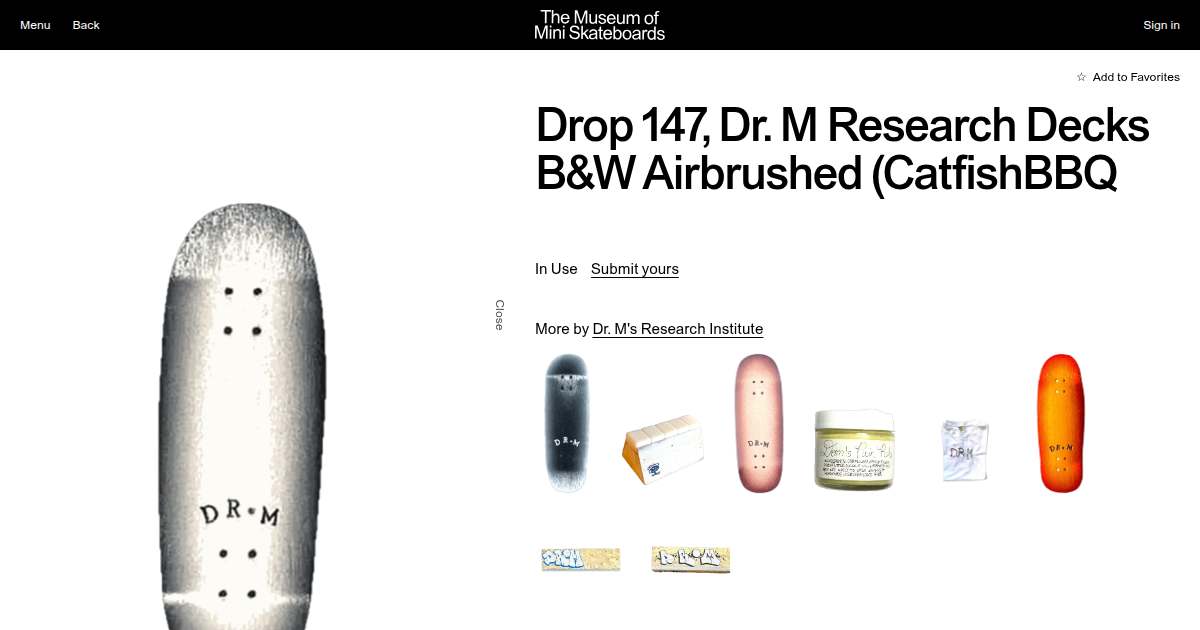 Menu
Back
The Museum of
Mini Skateboards
Sign in
☆ Add to Favorites
Drop 147, Dr. M Research Decks
B&W Airbrushed (CatfishBBQ
In Use
Submit yours
Close
More by Dr. M's Research Institute
DR•M
DR•M
DR•M
DRM
DR•M